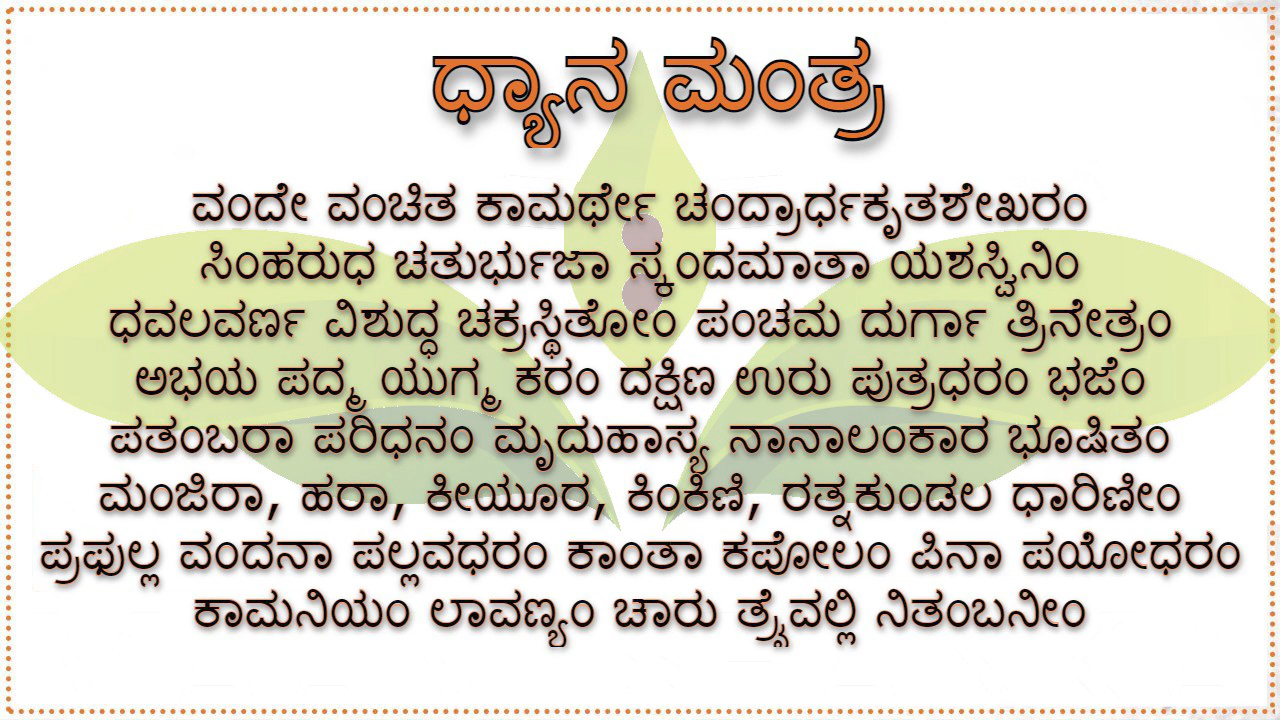 ಧ್ಯಾನ ಮಂತ್ರ
ವಂದೇ ವಂಚಿತ ಕಾಮರ್ಥೇ ಚಂದ್ರಾರ್ಧಕೃತಶೇಖರಂ
ಸಿಂಹರುಧ ಚತುರ್ಭುಜಾ ಸ್ಕಂದಮಾತಾ ಯಶಸ್ವಿನಿಂ
ಧವಲವರ್ಣ ವಿಶುದ್ಧ ಚಕ್ರಸ್ಥಿತೋಂ ಪಂಚಮ ದುರ್ಗಾ ತ್ರಿನೇತ್ರಂ
ಅಭಯ ಪದ್ಮ ಯುಗ್ಮ ಕರಂ ದಕ್ಷಿಣ ಉರು ಪುತ್ರಧರಂ ಭಜೆಂ
ಪತಂಬರಾ ಪರಿಧನಂ ಮೃದುಹಾಸ್ಯ ನಾನಾಲಂಕಾರ ಭೂಷಿತಂ
ಮಂಜಿರಾ, ಹರಾ, ಕೀಯೂರ, ಕಿಂಕಿಣಿ, ರತ್ನಕುಂಡಲ ಧಾರಿಣೀಂ
ಪ್ರಫುಲ್ಲ ವಂದನಾ ಪಲ್ಲವಧರಂ ಕಾಂತಾ ಕಪೋಲಂ ಪಿನಾ ಪಯೋಧರಂ
ಕಾಮನಿಯಂ ಲಾವಣ್ಯಂ ಚಾರು ತ್ರೈವಲ್ಲಿ ನಿತಂಬನೀಂ